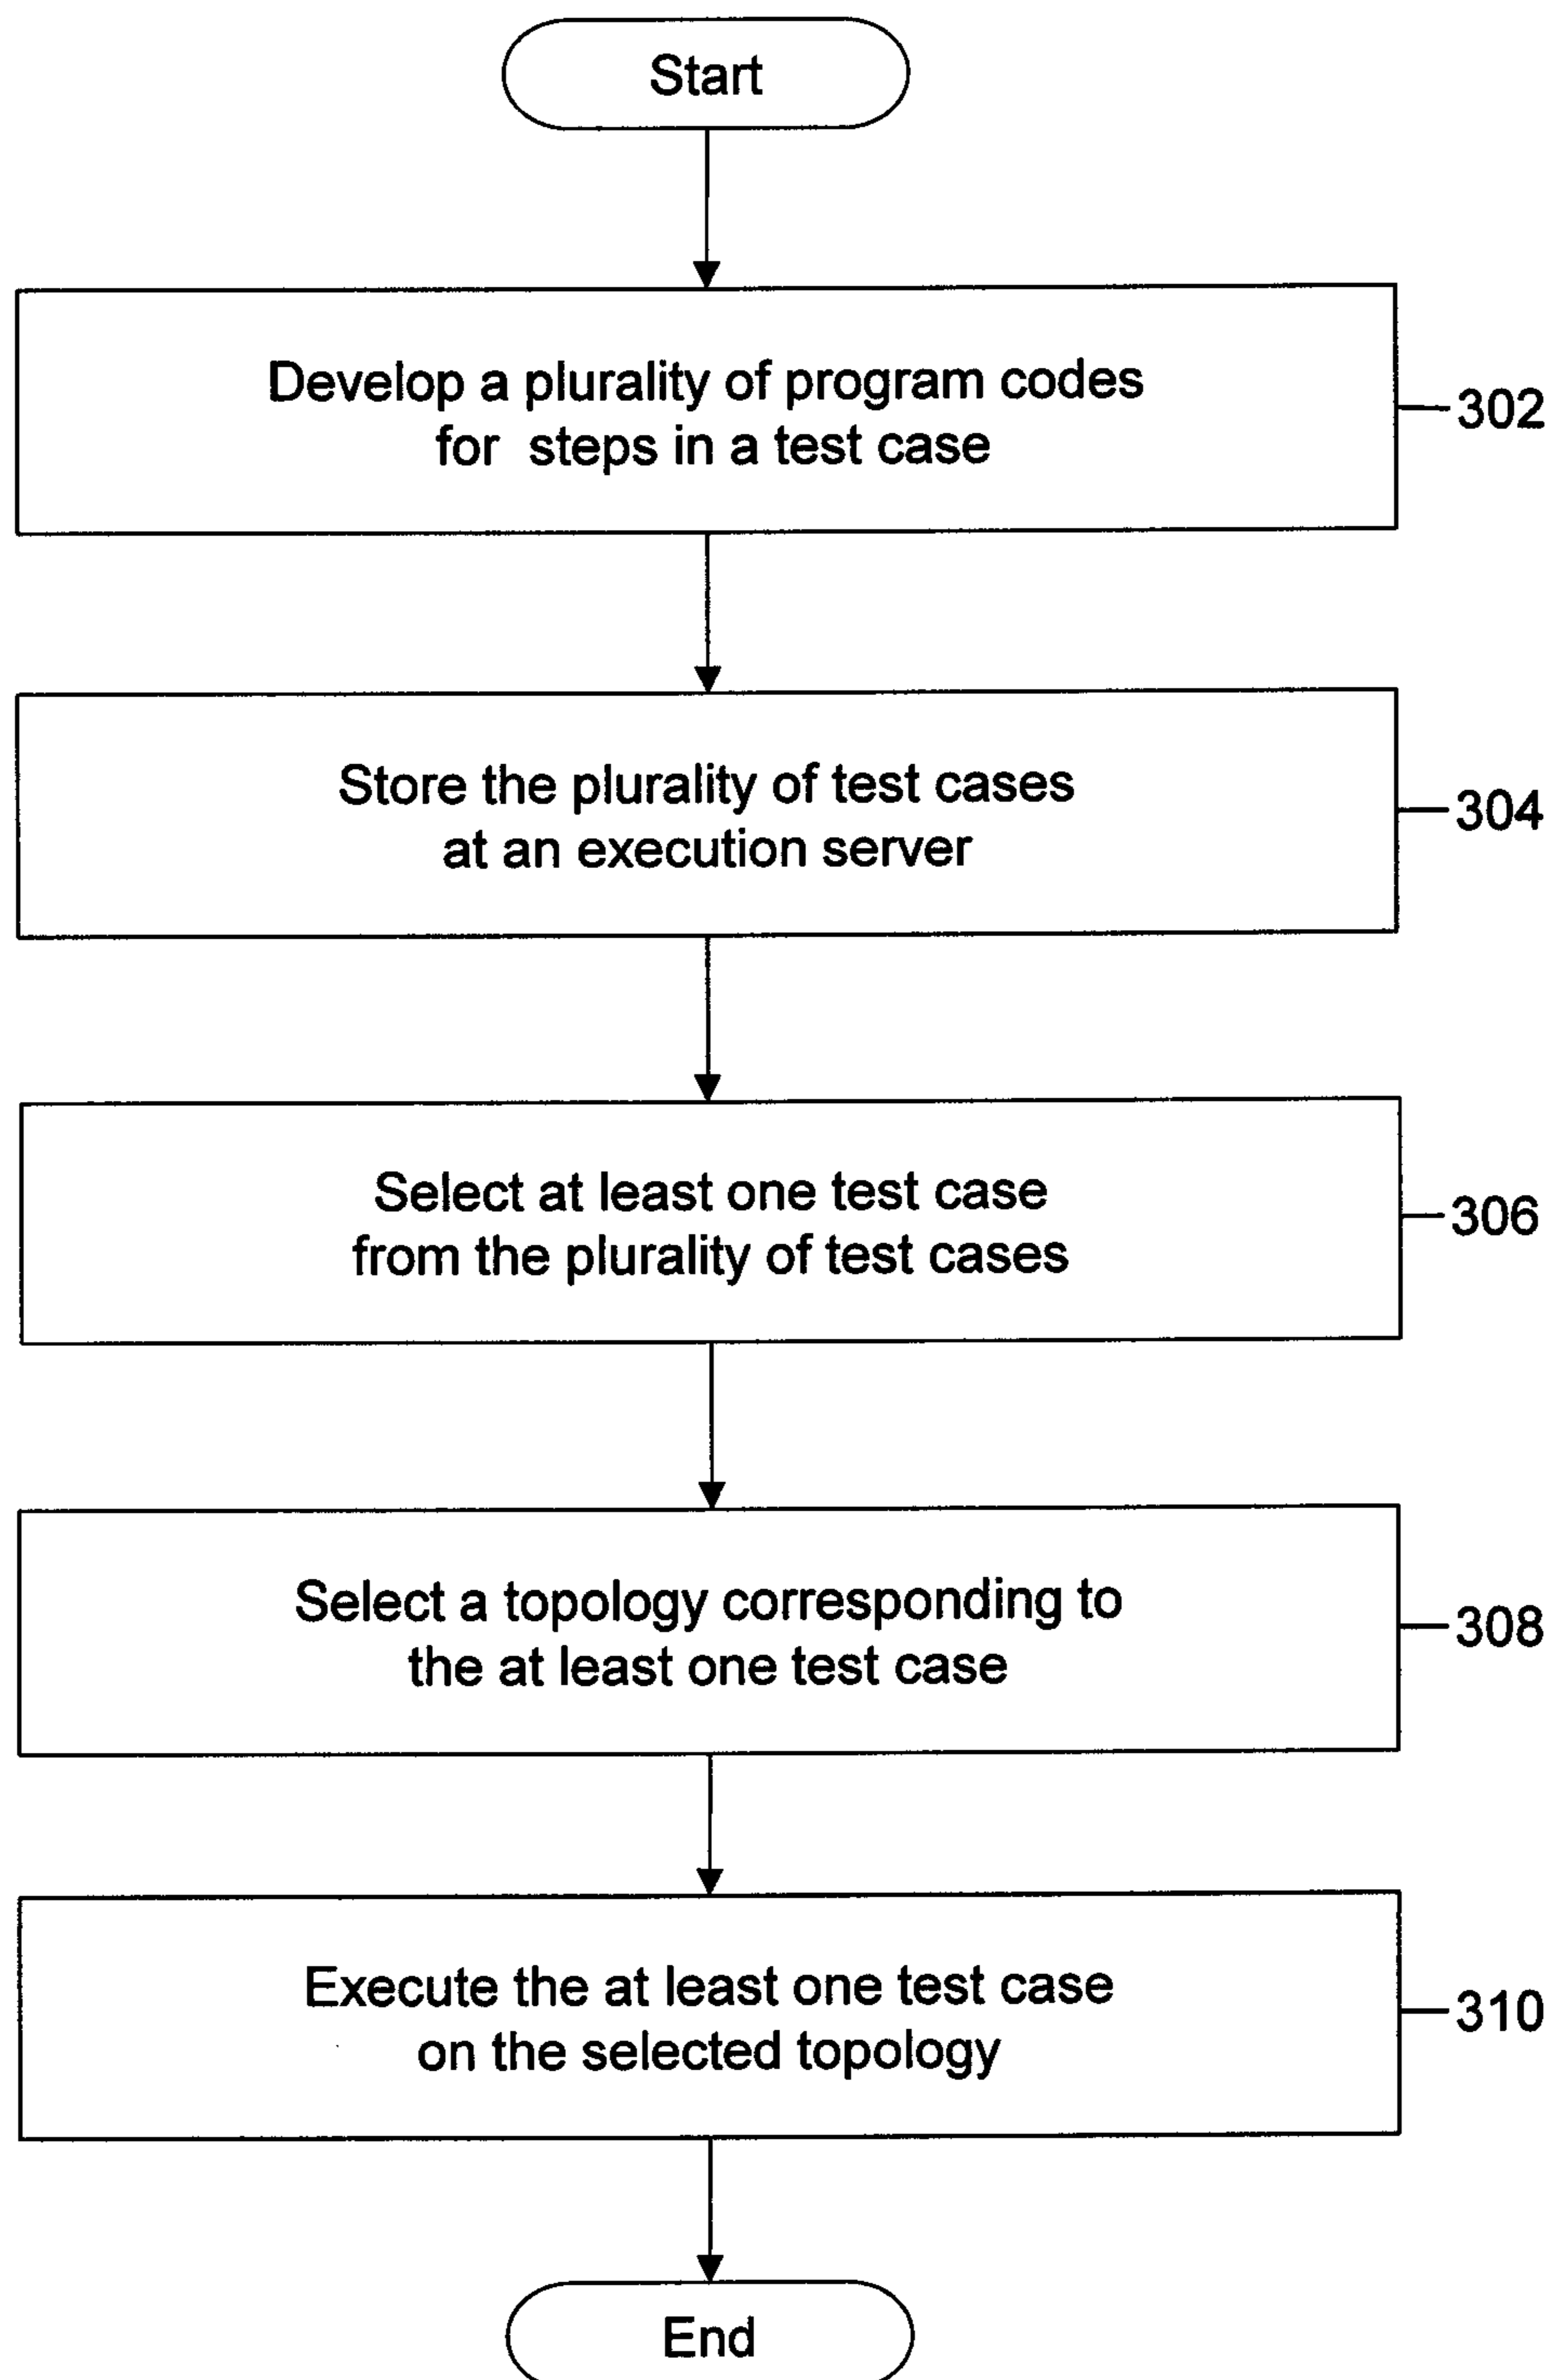 Start
Develop a plurality of program codes
for steps in a test case
302
Store the plurality of test cases
at an execution server
304
Select at least one test case
from the plurality of test cases
306
Select a topology corresponding to
the at least one test case
308
Execute the at least one test case
on the selected topology
310
End